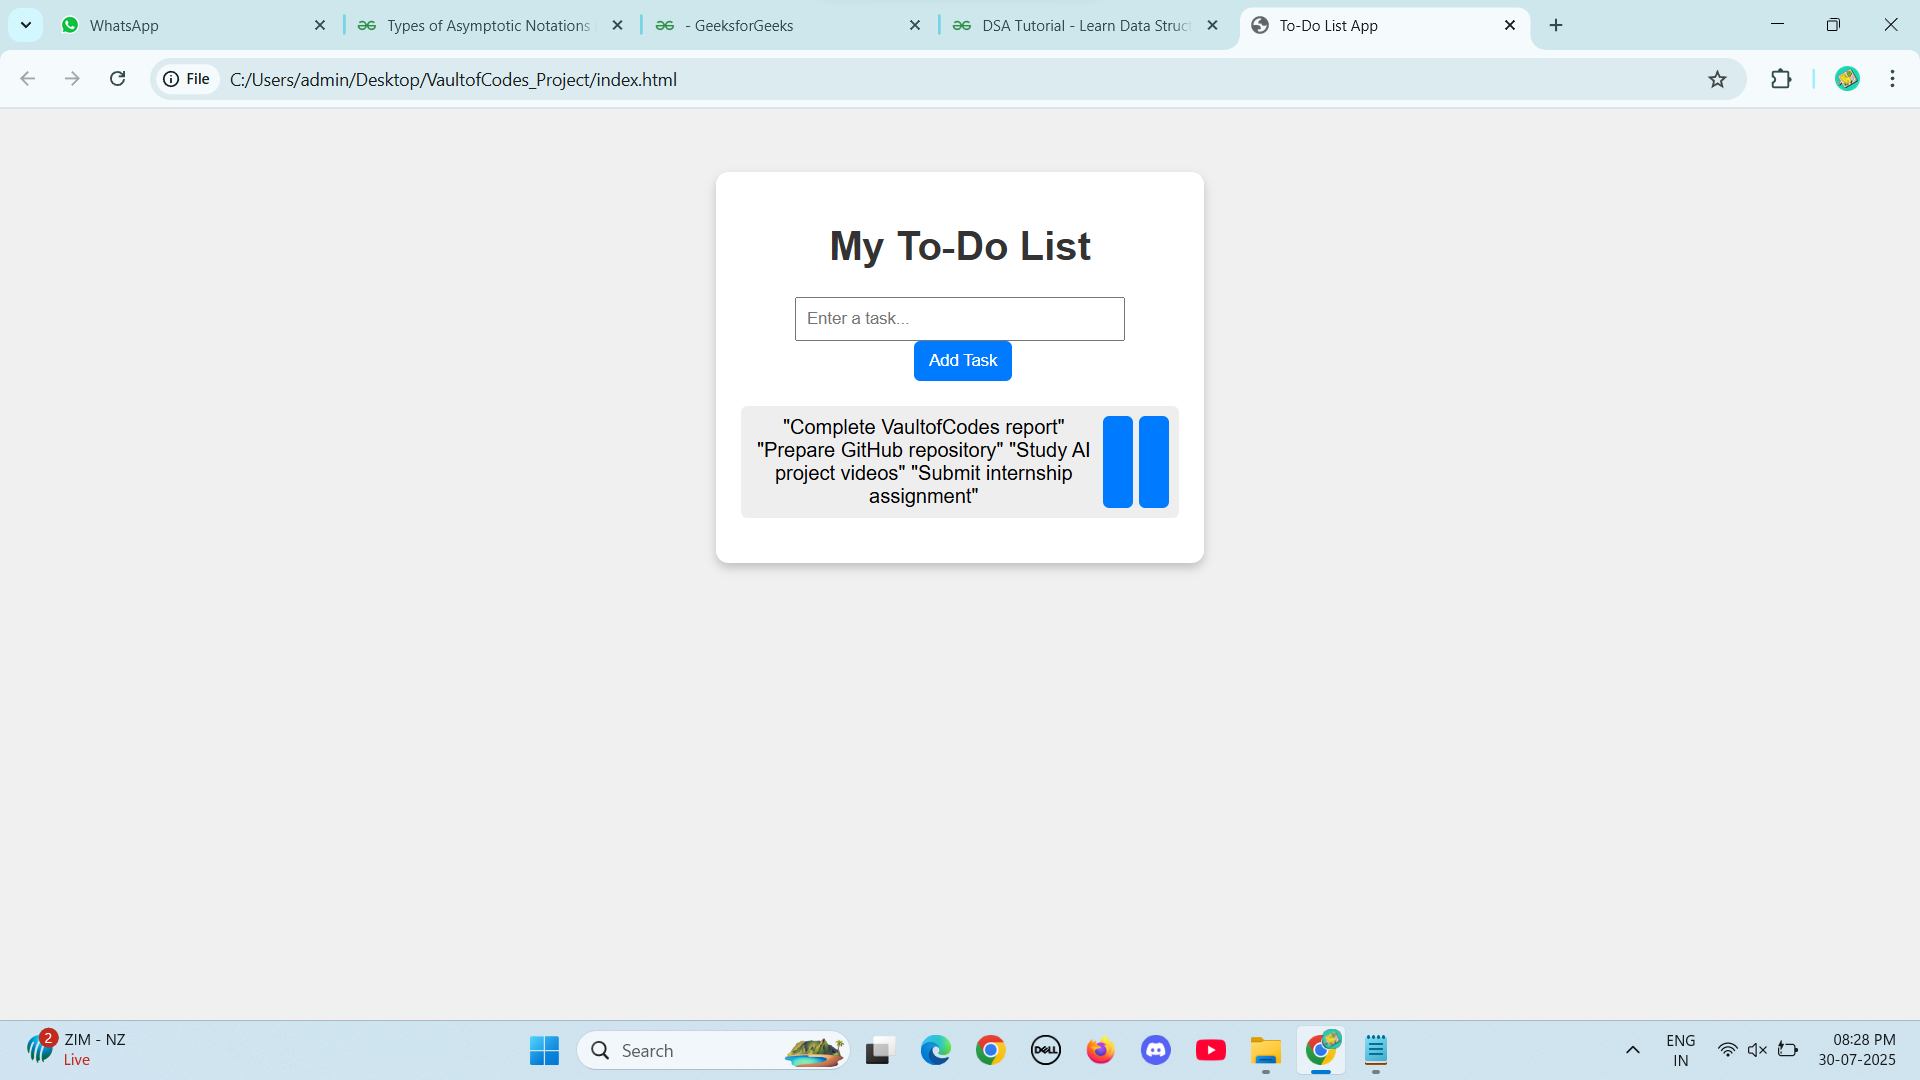 WhatsApp
Types of Asymptotic Notations
- GeeksforGeeks
DSA Tutorial - Learn Data Struct
To-Do List App
File
C:/Users/admin/Desktop/VaultofCodes_Project/index.html
My To-Do List
Enter a task...
Add Task
"Complete VaultofCodes report"
"Prepare GitHub repository" "Study AI
project videos" "Submit internship
assignment"
2
ZIM - NZ
Live
Search
DELL
ENG
IN
08:28 PM
30-07-2025